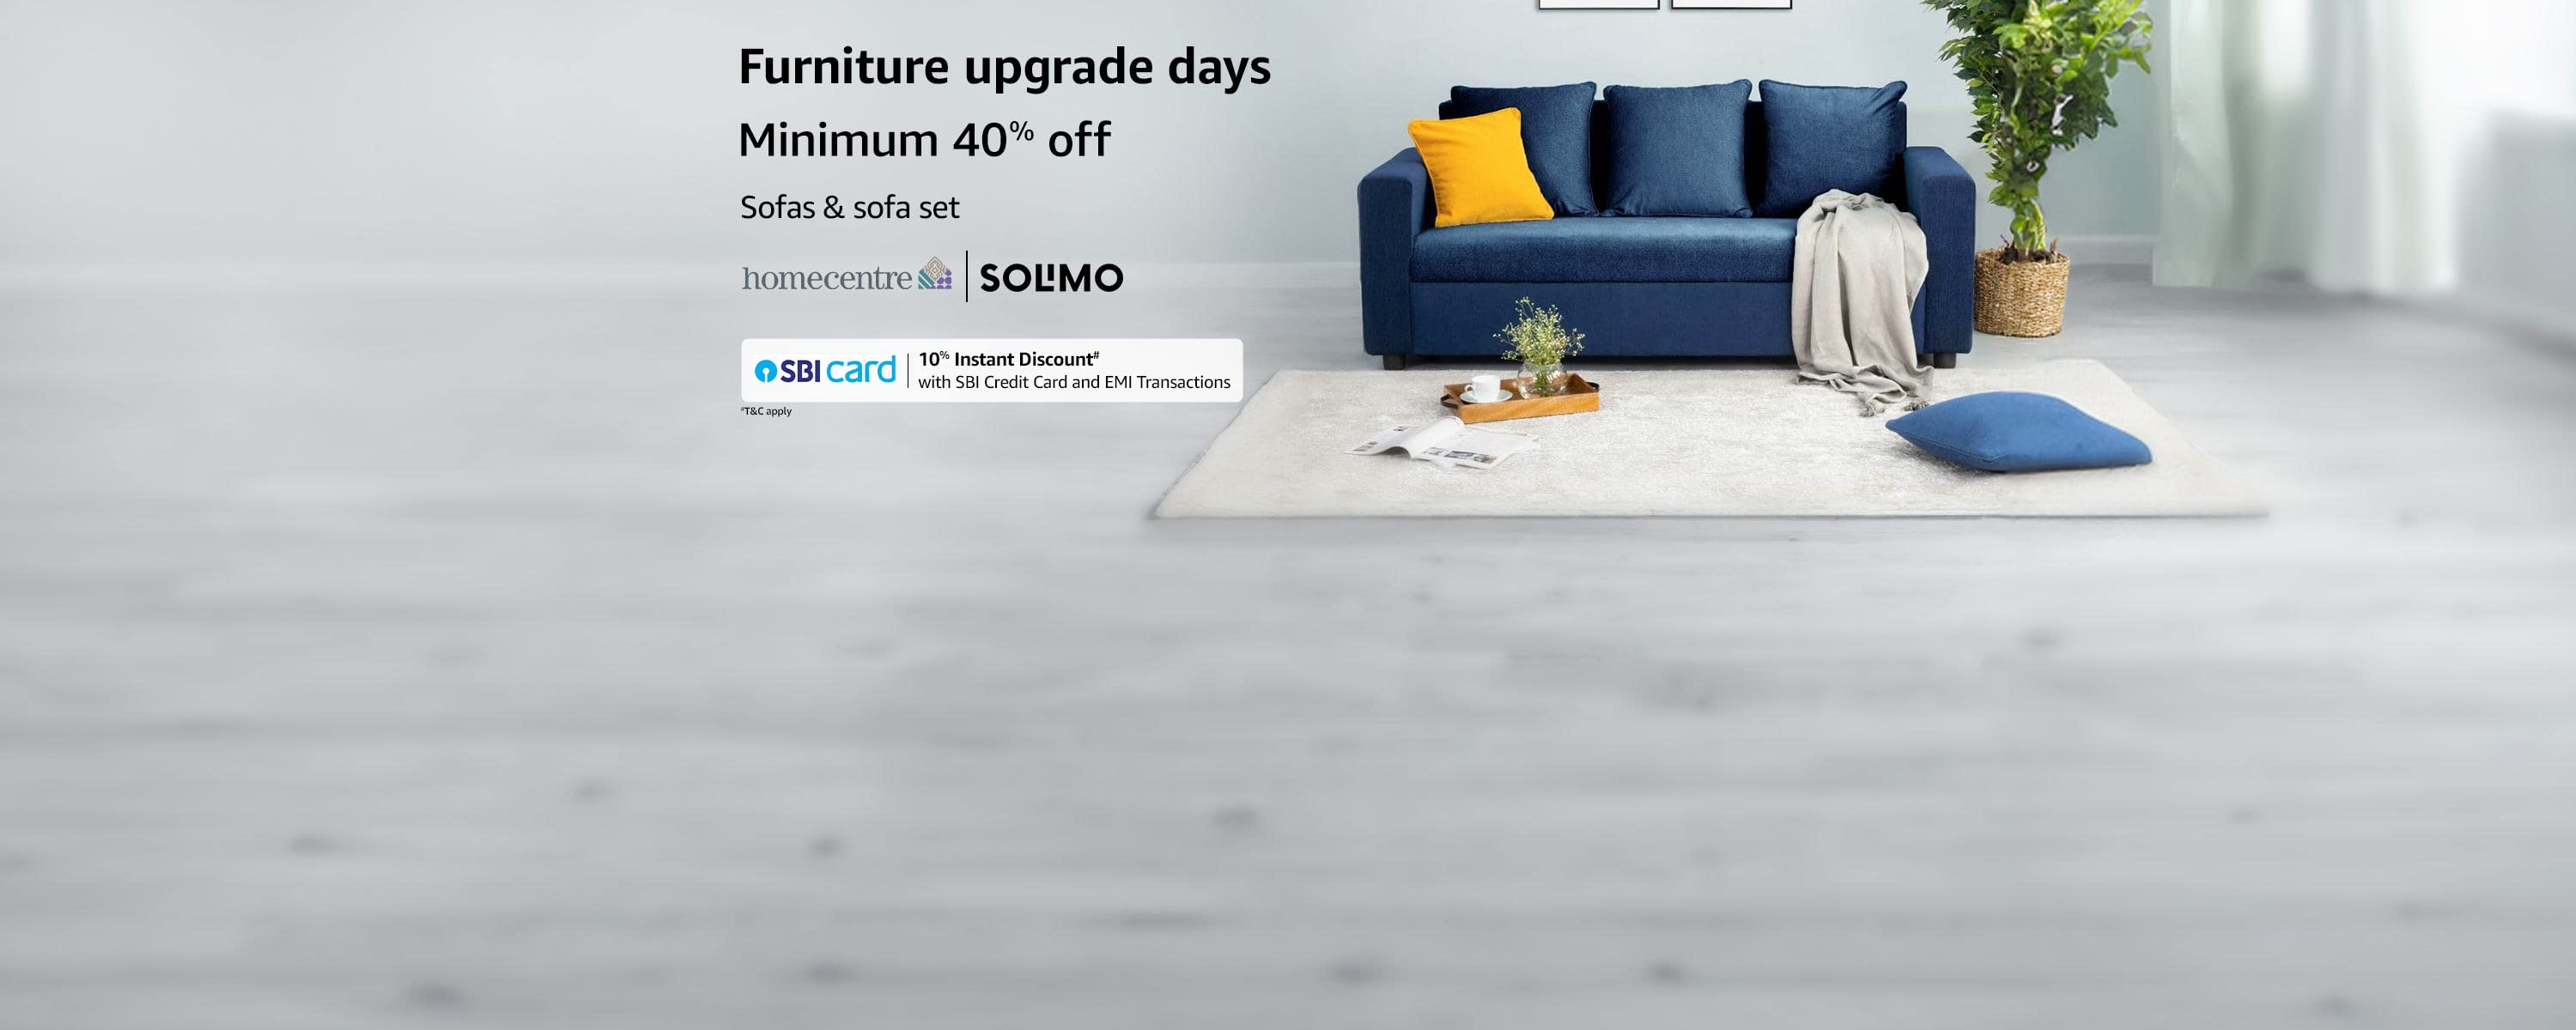 Furniture upgrade days
Minimum 40% off
Sofas & sofa set
homecentre | SOLIMO
SBI card | 10% Instant Discount#
with SBI Credit Card and EMI Transactions
#T&C apply